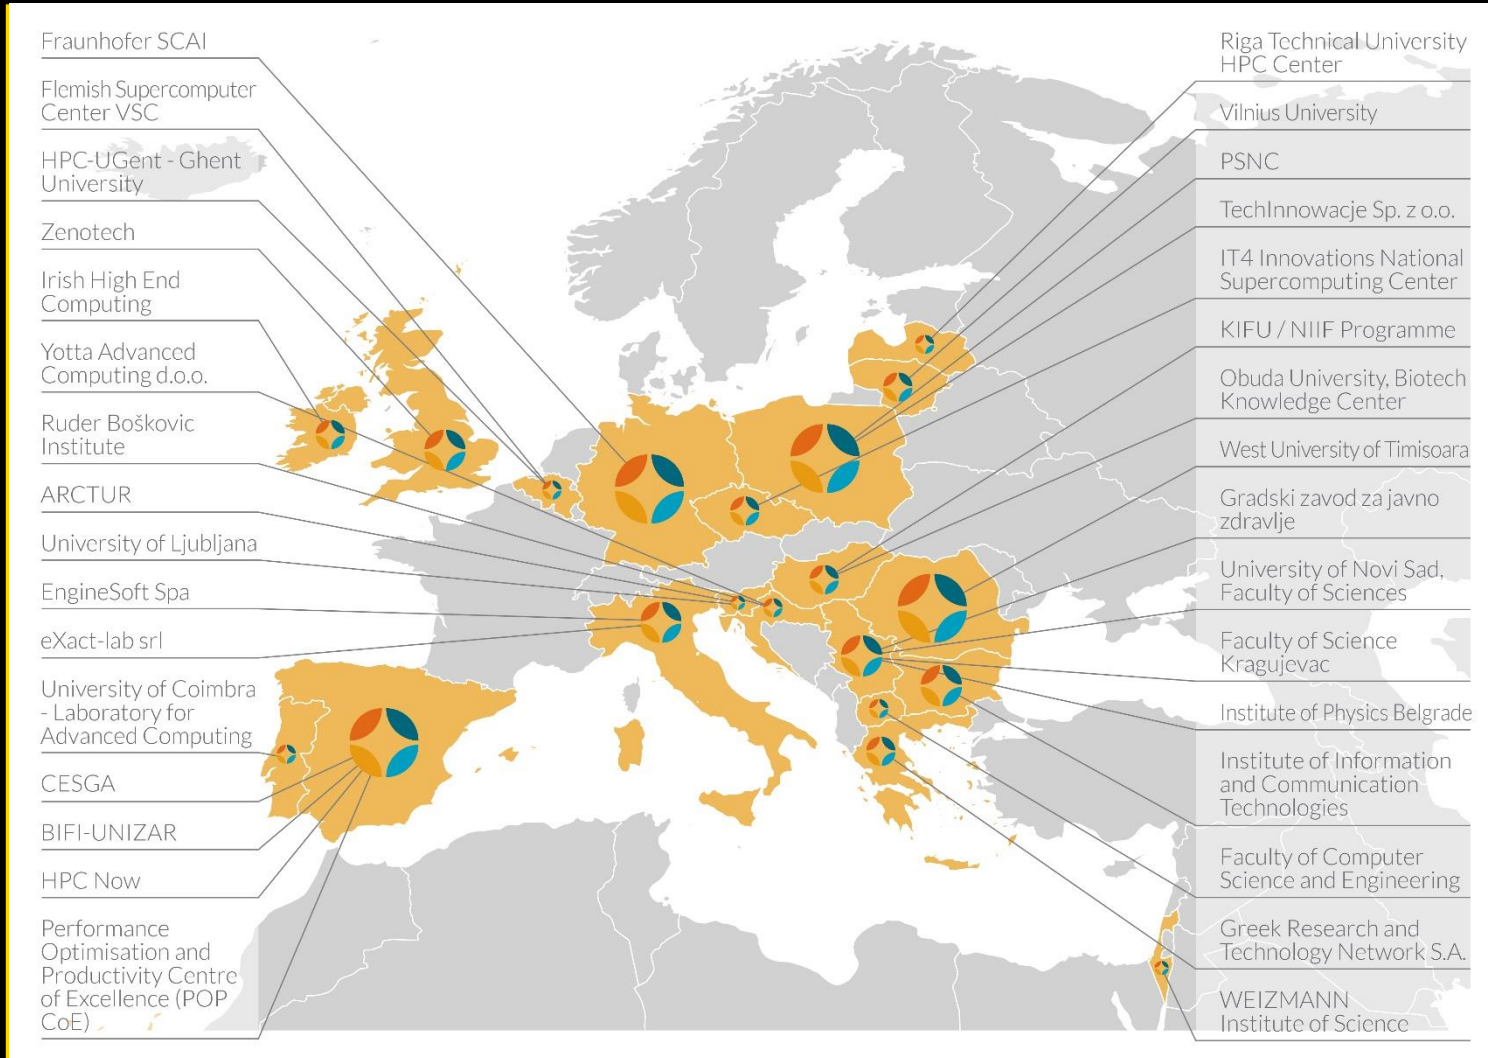 Fraunhofer SCAI
Flemish Supercomputer
Center VSC
HPC-UGent - Ghent
University
Zenotech
Irish High End
Computing
Yotta Advanced
Computing d.o.o.
Ruder Boškovic
Institute
ARCTUR
University of Ljubljana
EngineSoft Spa
eXact-lab srl
University of Coimbra
- Laboratory for
Advanced Computing
CESGA
BIFI-UNIZAR
HPC Now
Performance
Optimisation and
Productivity Centre
of Excellence (POP
CoE)
Riga Technical University
HPC Center
Vilnius University
PSNC
TechInnowacje Sp. z o.o.
IT4 Innovations National
Supercomputing Center
KIFU / NIIF Programme
Obuda University, Biotech
Knowledge Center
West University of Timisoara
Gradski zavod za javno
zdravlje
University of Novi Sad,
Faculty of Sciences
Faculty of Science
Kragujevac
Institute of Physics Belgrade
Institute of Information
and Communication
Technologies
Faculty of Computer
Science and Engineering
Greek Research and
Technology Network S.A.
WEIZMANN
Institute of Science